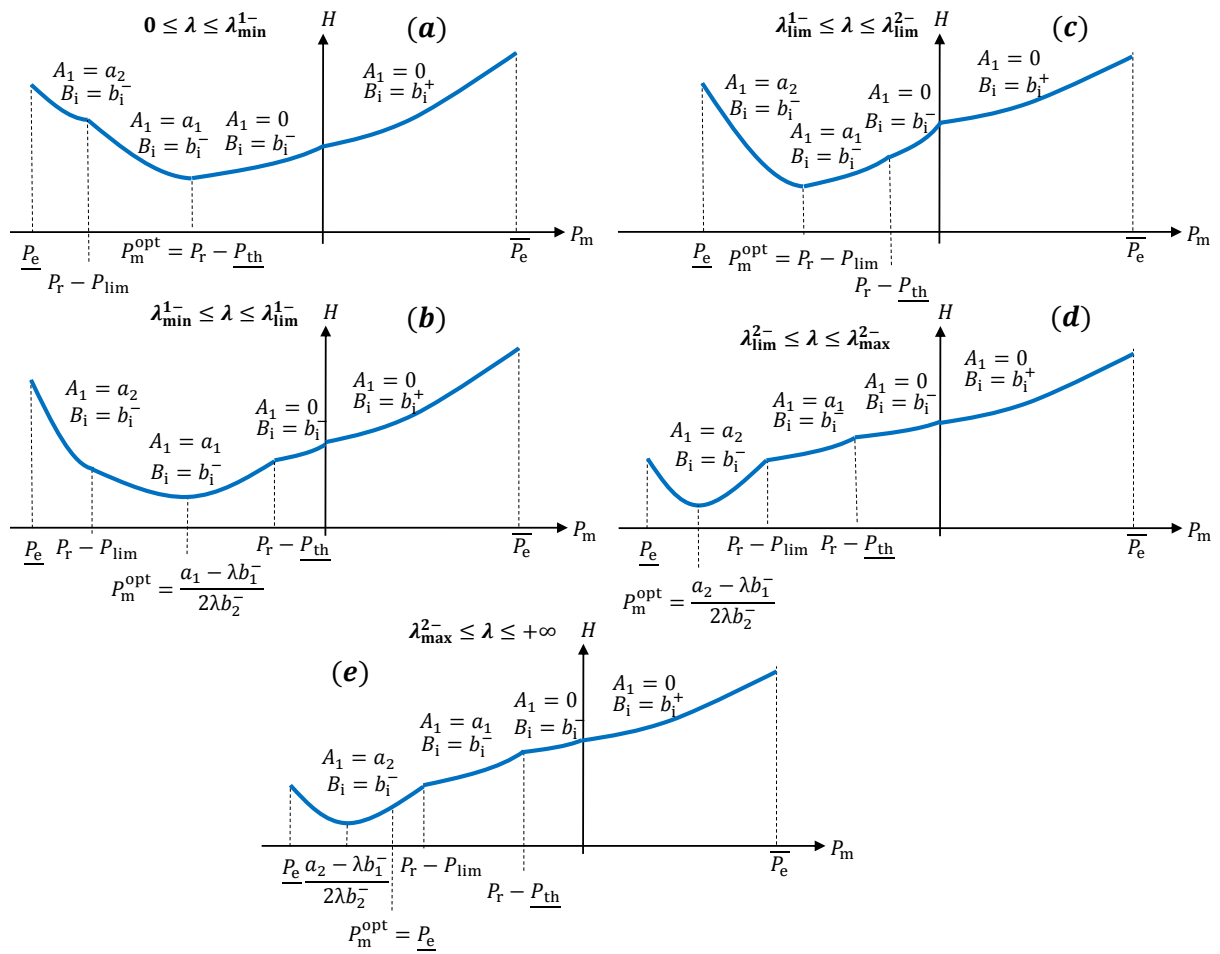 0 ≤ λ ≤ λ_min^1−
H
(a)
A_1 = a_2
B_i = b_i^−
A_1 = a_1
B_i = b_i^−
A_1 = 0
B_i = b_i^−
A_1 = 0
B_i = b_i^+
P_m
P_e
P_r − P_lim
P_m^opt = P_r − P_th
P_e
λ_lim^1− ≤ λ ≤ λ_lim^2−
H
(c)
A_1 = a_2
B_i = b_i^−
A_1 = a_1
B_i = b_i^−
A_1 = 0
B_i = b_i^−
A_1 = 0
B_i = b_i^+
P_m
P_e
P_m^opt = P_r − P_lim
P_r − P_th
P_e
λ_min^1− ≤ λ ≤ λ_lim^1−
H
(b)
A_1 = a_2
B_i = b_i^−
A_1 = a_1
B_i = b_i^−
A_1 = 0
B_i = b_i^−
A_1 = 0
B_i = b_i^+
P_m
P_e
P_r − P_lim
P_r − P_th
P_e
P_m^opt = (a_1 − λb_1^−) / (2λb_2^−)
λ_lim^2− ≤ λ ≤ λ_max^2−
H
(d)
A_1 = a_2
B_i = b_i^−
A_1 = a_1
B_i = b_i^−
A_1 = 0
B_i = b_i^−
A_1 = 0
B_i = b_i^+
P_m
P_e
P_r − P_lim
P_r − P_th
P_e
P_m^opt = (a_2 − λb_1^−) / (2λb_2^−)
λ_max^2− ≤ λ ≤ +∞
H
(e)
A_1 = a_2
B_i = b_i^−
A_1 = a_1
B_i = b_i^−
A_1 = 0
B_i = b_i^−
A_1 = 0
B_i = b_i^+
P_m
P_e
(a_2 − λb_1^−) / (2λb_2^−)
P_r − P_lim
P_r − P_th
P_e
P_m^opt = P_e